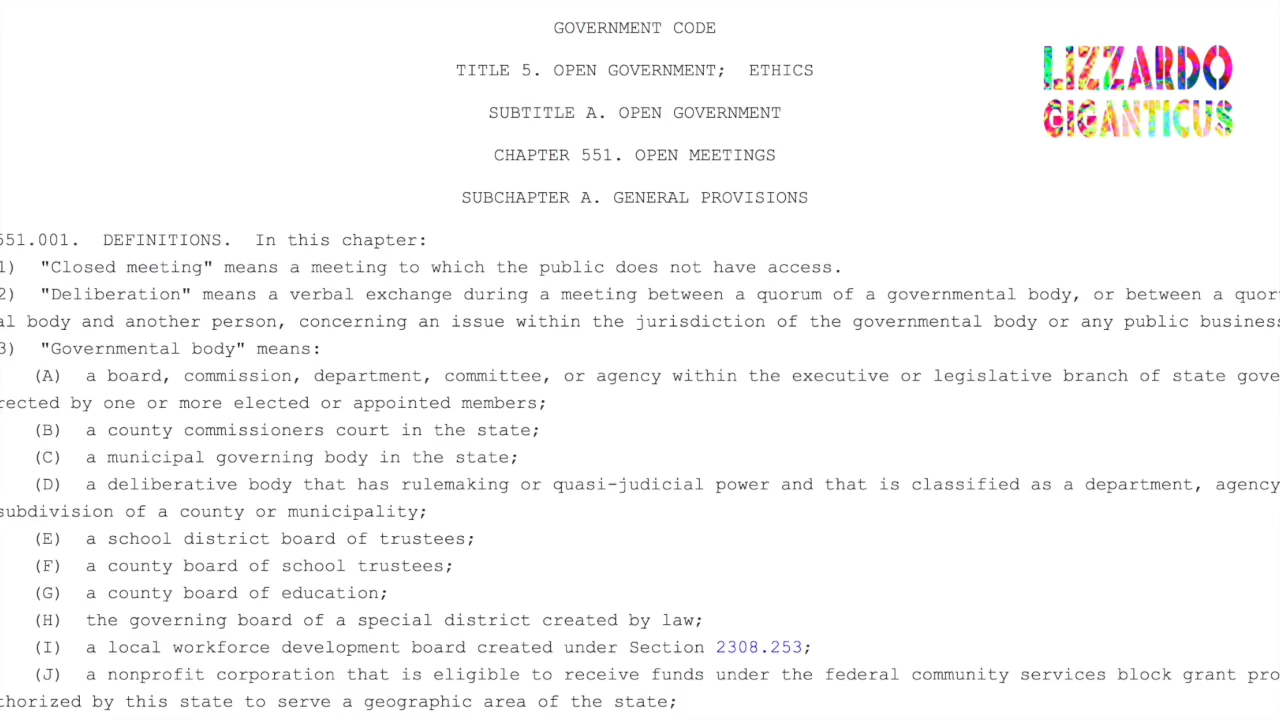 GOVERNMENT CODE
TITLE 5. OPEN GOVERNMENT; ETHICS
SUBTITLE A. OPEN GOVERNMENT
CHAPTER 551. OPEN MEETINGS
SUBCHAPTER A. GENERAL PROVISIONS
LIZZARDO
GIGANTICUS
551.001. DEFINITIONS. In this chapter:
1) "Closed meeting" means a meeting to which the public does not have access.
2) "Deliberation" means a verbal exchange during a meeting between a quorum of a governmental body, or between a quor
al body and another person, concerning an issue within the jurisdiction of the governmental body or any public business
3) "Governmental body" means:
(A) a board, commission, department, committee, or agency within the executive or legislative branch of state gove
rected by one or more elected or appointed members;
(B) a county commissioners court in the state;
(C) a municipal governing body in the state;
(D) a deliberative body that has rulemaking or quasi-judicial power and that is classified as a department, agency
subdivision of a county or municipality;
(E) a school district board of trustees;
(F) a county board of school trustees;
(G) a county board of education;
(H) the governing board of a special district created by law;
(I) a local workforce development board created under Section 2308.253;
(J) a nonprofit corporation that is eligible to receive funds under the federal community services block grant pro
thorized by this state to serve a geographic area of the state;